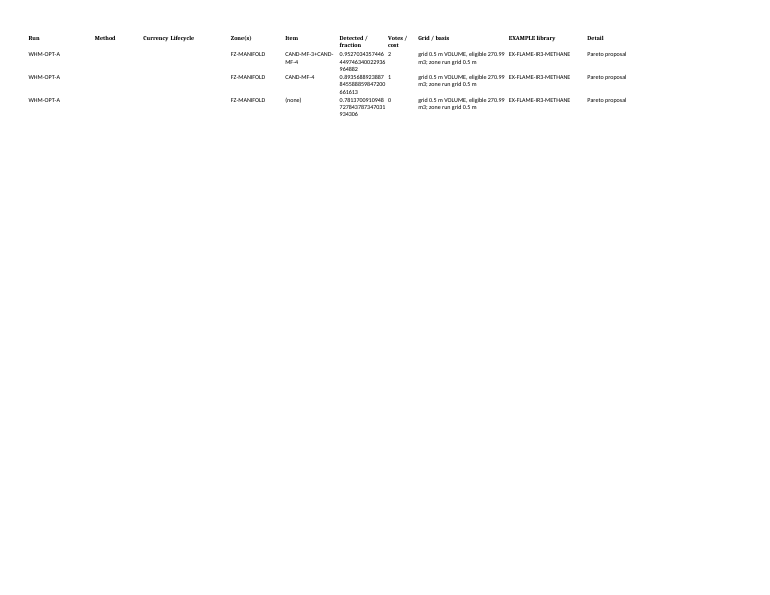 Run Method Currency Lifecycle Zone(s) Item Detected / fraction Votes / cost Grid / basis EXAMPLE library Detail
WHM-OPT-A FZ-MANIFOLD CAND-MF-3+CAND- 0.9527034357446 2 grid 0.5 m VOLUME, eligible 270.99 EX-FLAME-IR3-METHANE Pareto proposal
MF-4 449746340022936 m3; zone run grid 0.5 m
964882
WHM-OPT-A FZ-MANIFOLD CAND-MF-4 0.8935688923887 1 grid 0.5 m VOLUME, eligible 270.99 EX-FLAME-IR3-METHANE Pareto proposal
845588859847200 m3; zone run grid 0.5 m
661613
WHM-OPT-A FZ-MANIFOLD (none) 0.7813700910948 0 grid 0.5 m VOLUME, eligible 270.99 EX-FLAME-IR3-METHANE Pareto proposal
727843787347031 m3; zone run grid 0.5 m
934306